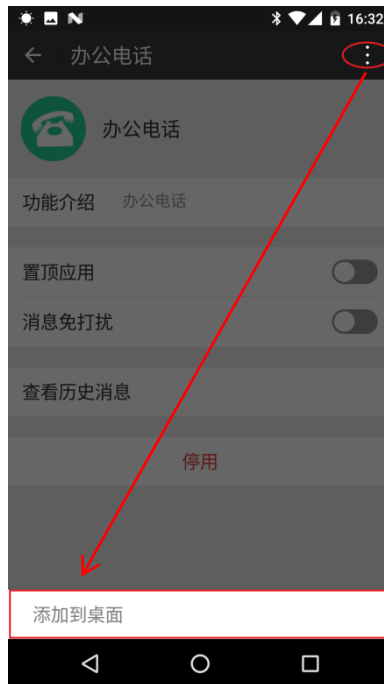 16:32
办公电话
办公电话
功能介绍 办公电话
置顶应用
消息免打扰
查看历史消息
停用
添加到桌面